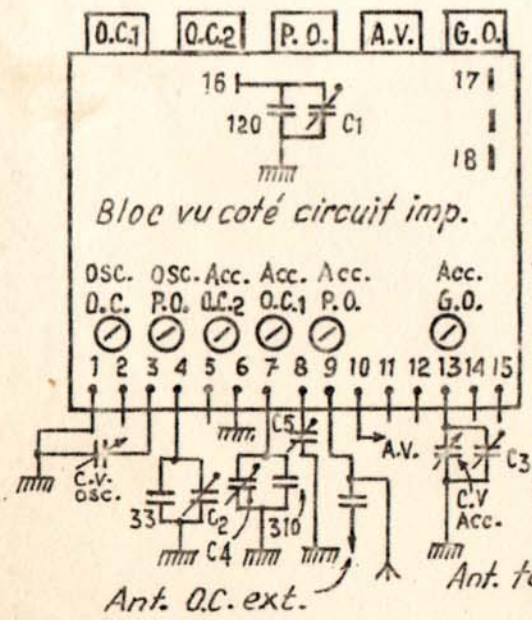 O.C.1 O.C.2 P.O. A.V. G.O.
16 17
120 C1
18
Bloc vu coté circuit imp.
OSC. OSC. Acc. Acc. Acc. Acc.
O.C. P.O. O.C.2 O.C.1 P.O. G.O.
1 2 3 4 5 6 7 8 9 10 11 12 13 14 15
C5
A.V. C3
C.V. OSC.
33 C2 310 C.V
C4 Acc.
Ant. O.C. ext.
Ant.